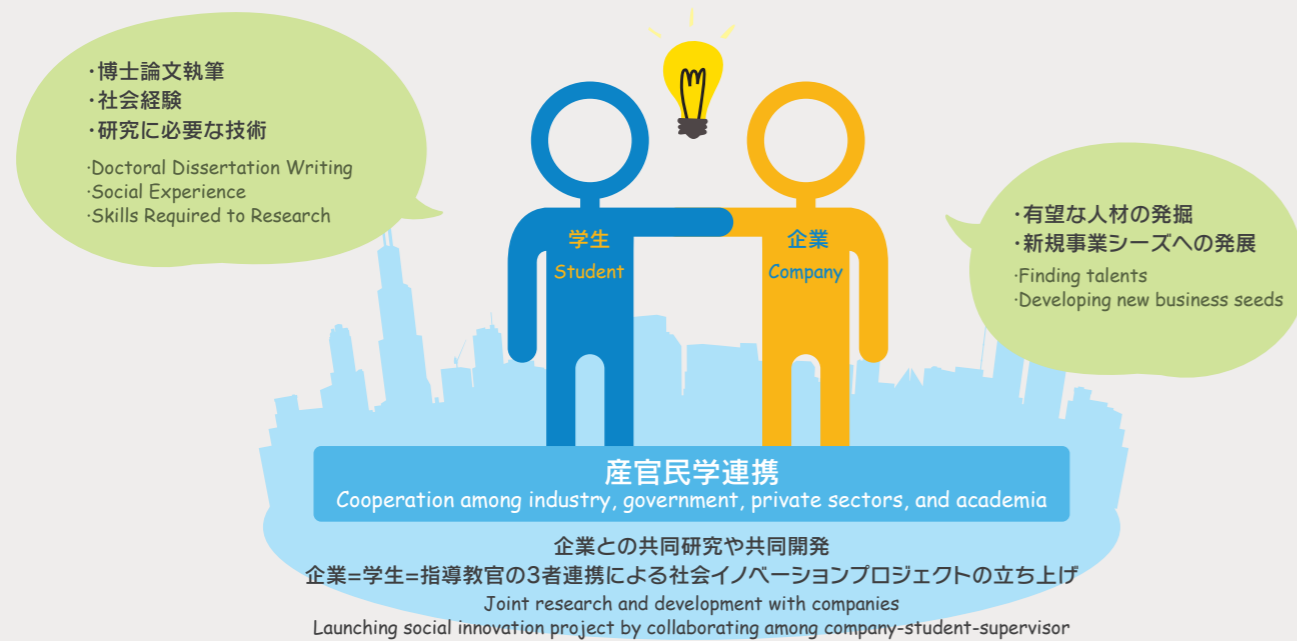 ・博士論文執筆
・社会経験
・研究に必要な技術
·Doctoral Dissertation Writing
·Social Experience
·Skills Required to Research
学生
Student
企業
Company
・有望な人材の発掘
・新規事業シーズへの発展
·Finding talents
·Developing new business seeds
産官民学連携
Cooperation among industry, government, private sectors, and academia
企業との共同研究や共同開発
企業=学生=指導教官の3者連携による社会イノベーションプロジェクトの立ち上げ
Joint research and development with companies
Launching social innovation project by collaborating among company-student-supervisor